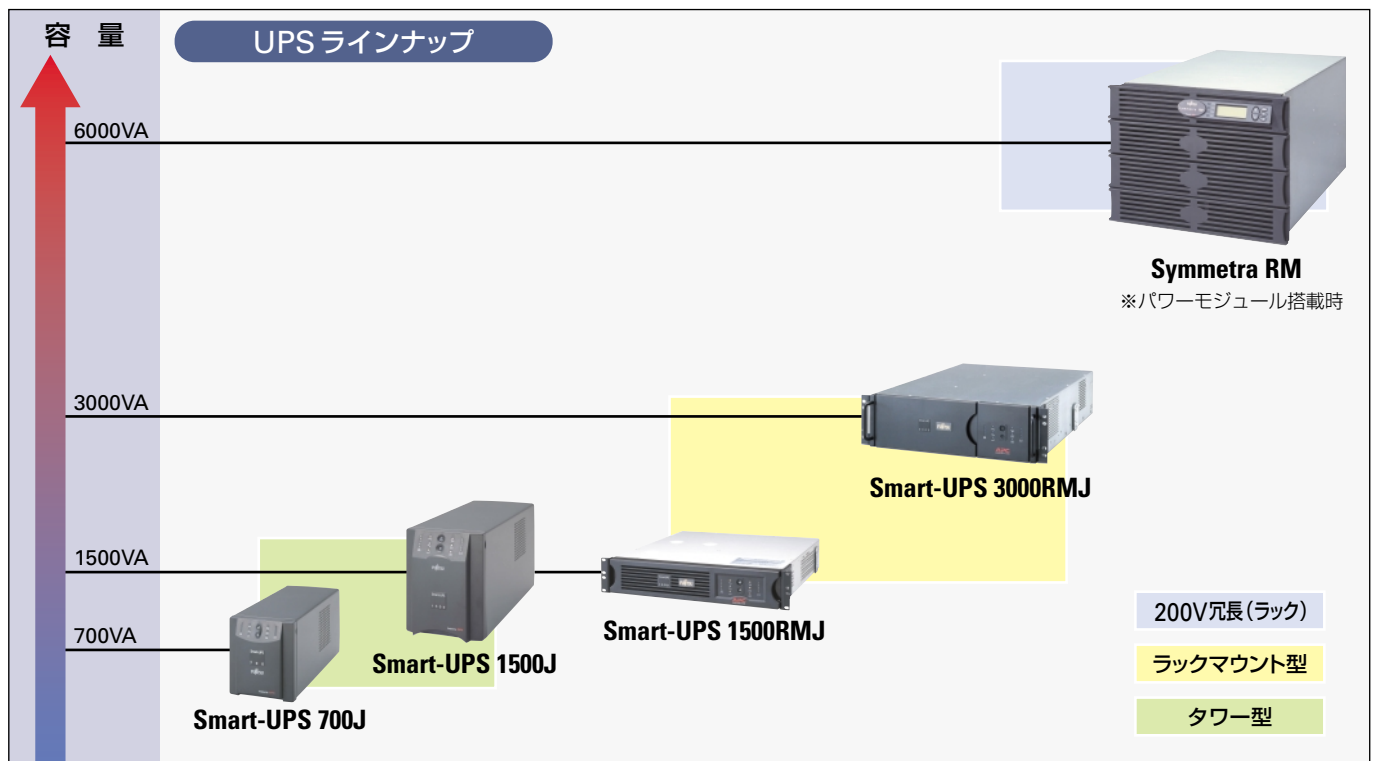 容 量
UPSラインナップ
6000VA
Symmetra RM
※パワーモジュール搭載時
3000VA
Smart-UPS 3000RMJ
1500VA
Smart-UPS 1500RMJ
700VA
Smart-UPS 1500J
Smart-UPS 700J
200V冗長(ラック)
ラックマウント型
タワー型